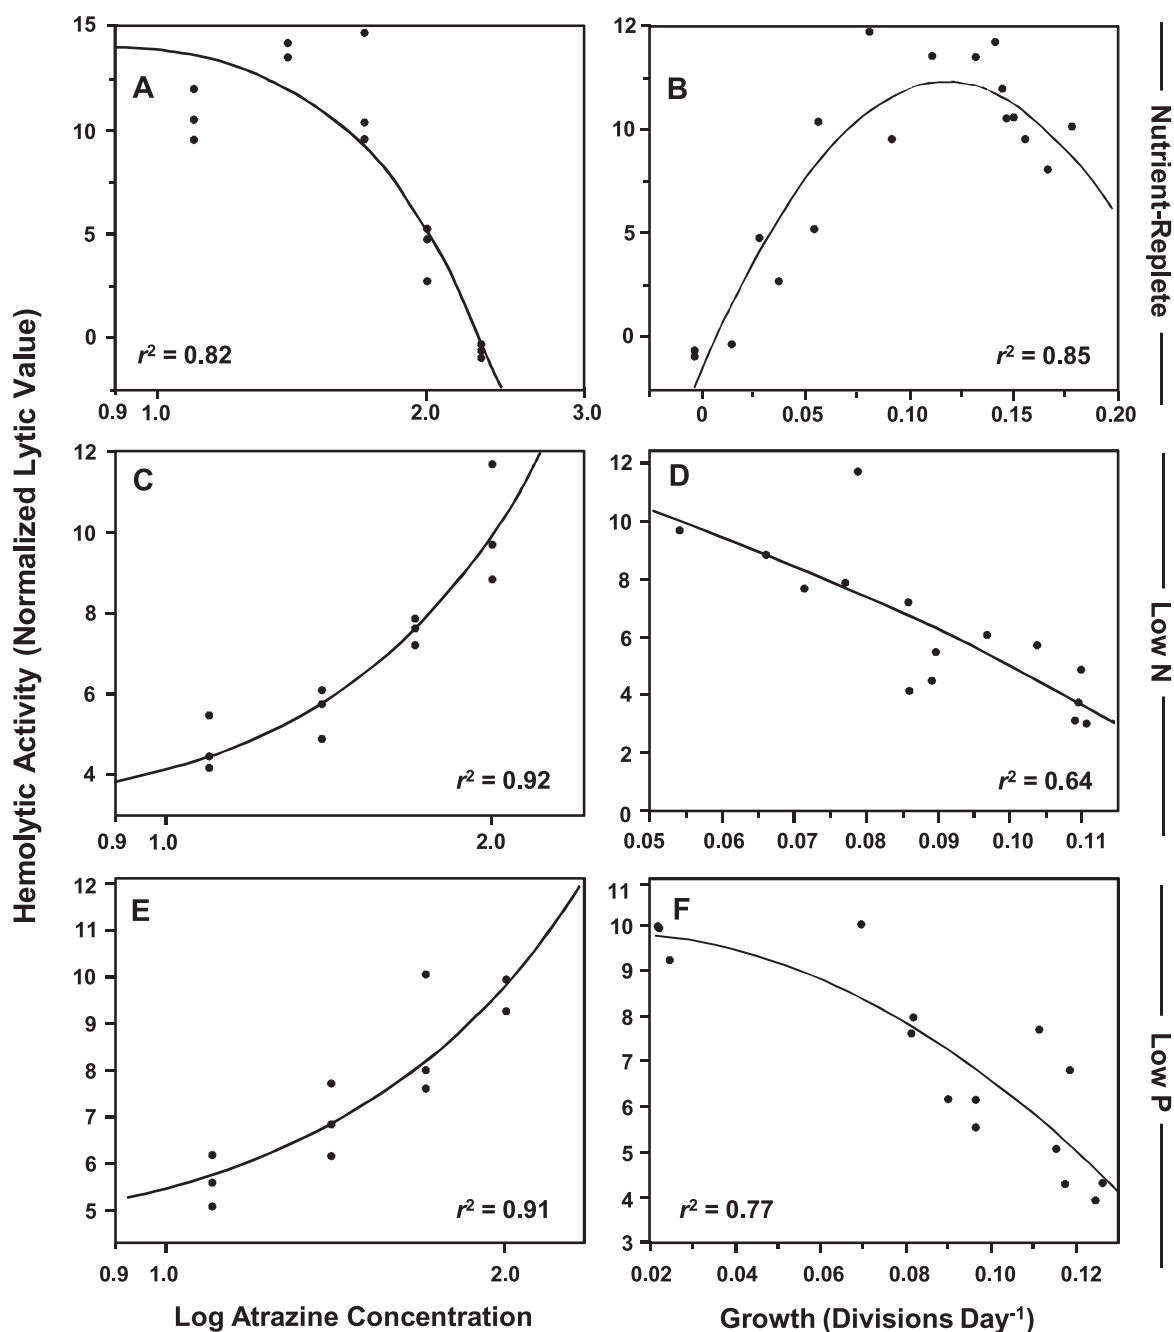 Hemolytic Activity (Normalized Lytic Value)
A
15
10
5
0
r² = 0.82
0.9 1.0 2.0 3.0
B
12
10
5
0
r² = 0.85
0 0.05 0.10 0.15 0.20
Nutrient-Replete
C
12
10
8
6
4
r² = 0.92
0.9 1.0 2.0
D
12
10
8
6
4
2
0
r² = 0.64
0.05 0.06 0.07 0.08 0.09 0.10 0.11
Low N
E
12
11
10
9
8
7
6
5
r² = 0.91
0.9 1.0 2.0
F
11
10
9
8
7
6
5
4
3
r² = 0.77
0.02 0.04 0.06 0.08 0.10 0.12
Low P
Log Atrazine Concentration
Growth (Divisions Day⁻¹)